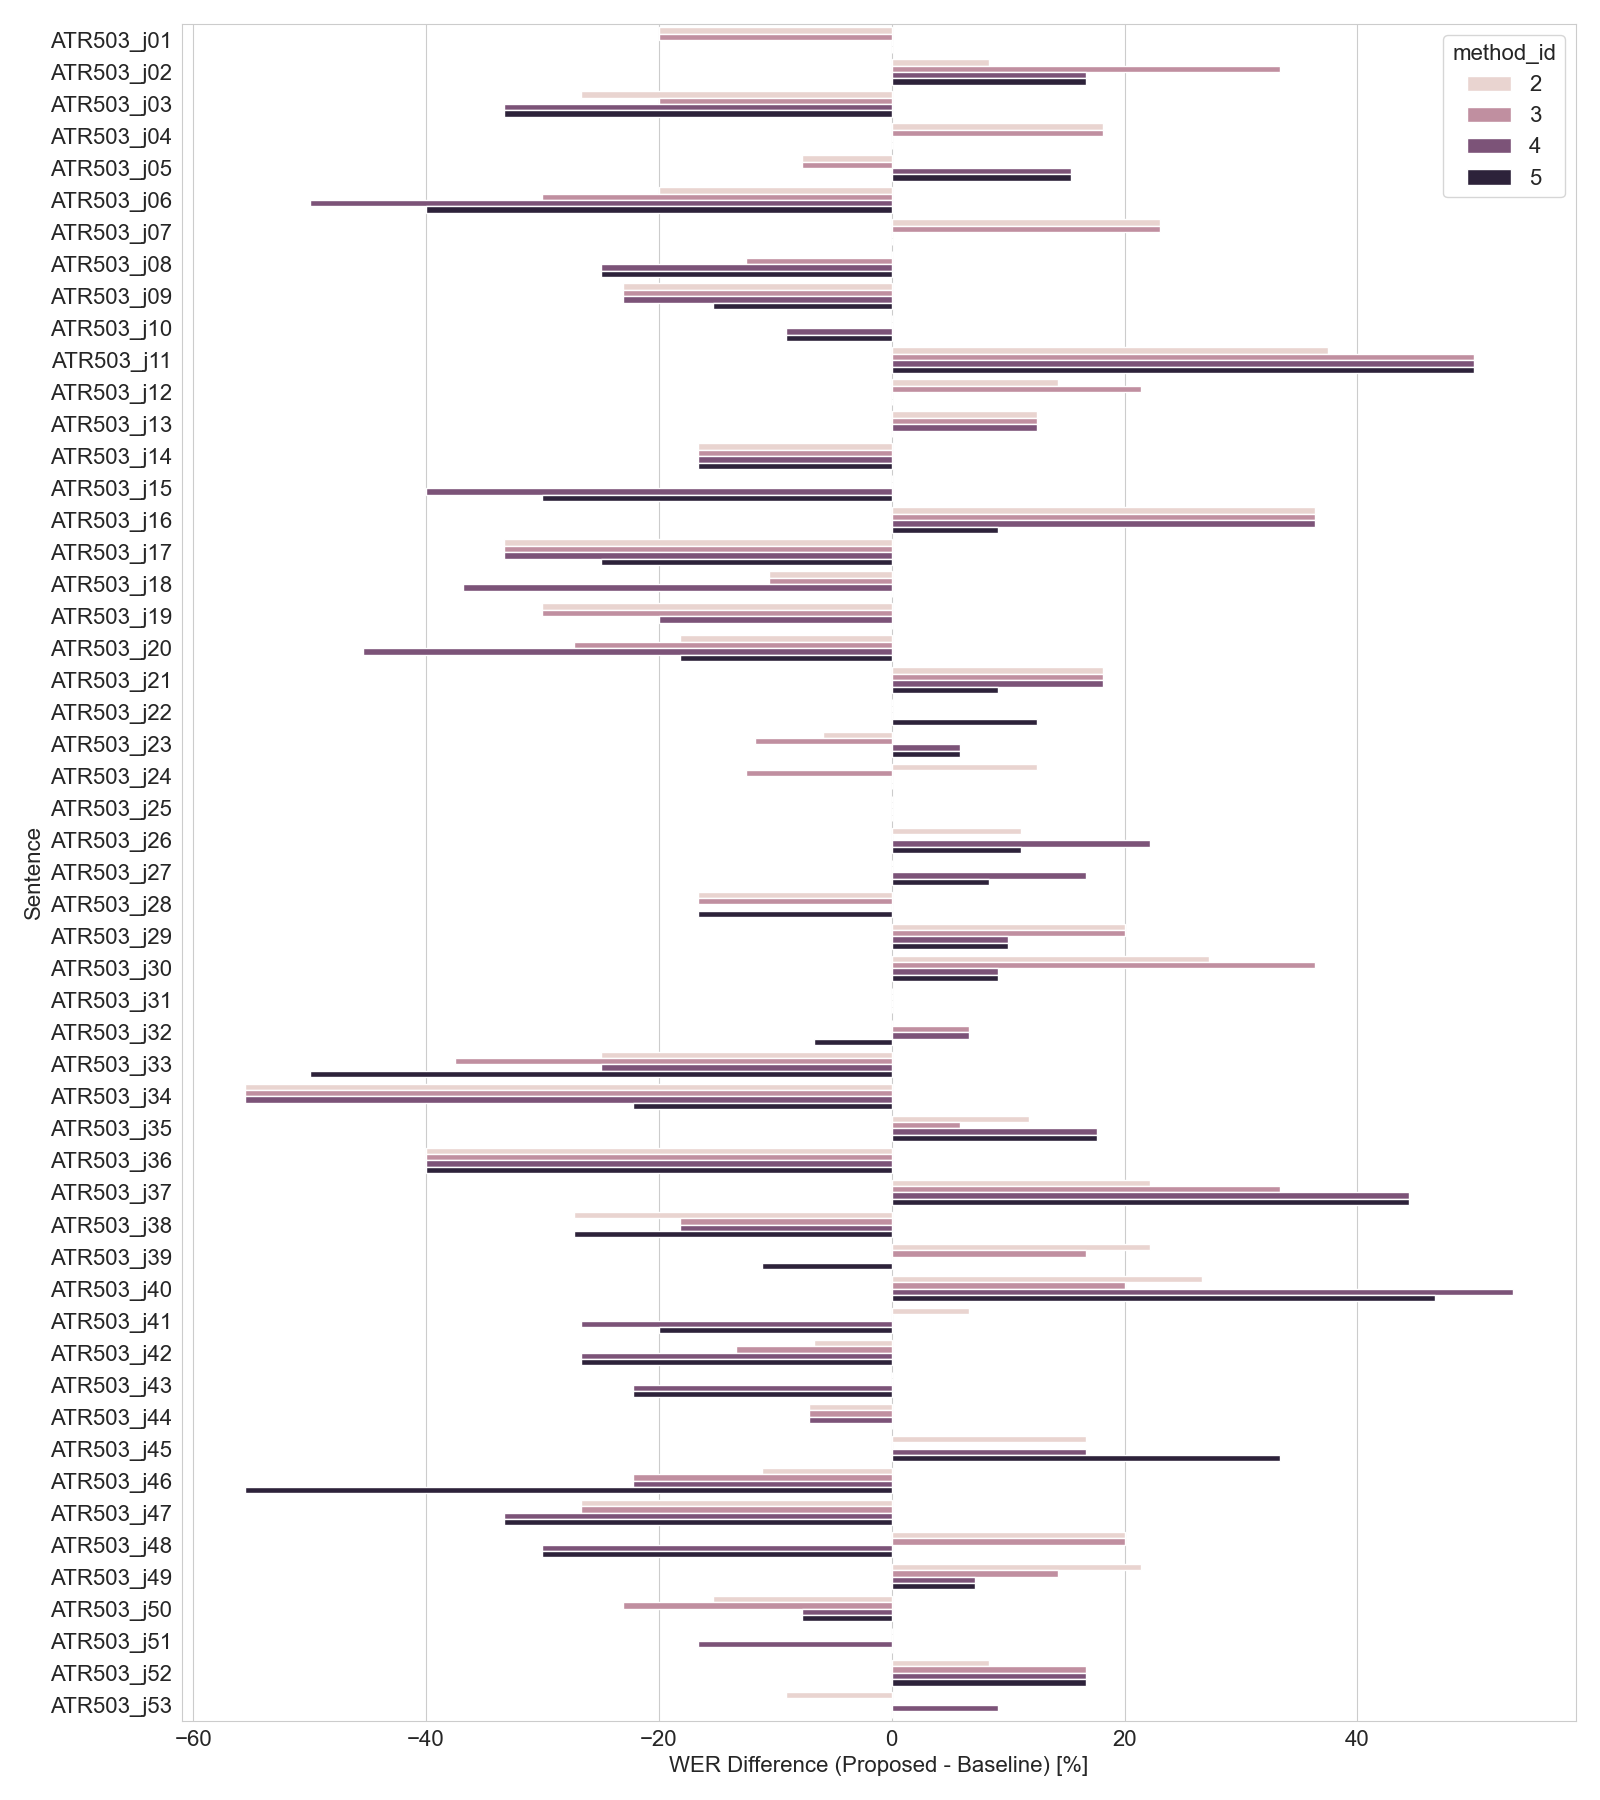 ATR503_j01
ATR503_j02
ATR503_j03
ATR503_j04
ATR503_j05
ATR503_j06
ATR503_j07
ATR503_j08
ATR503_j09
ATR503_j10
ATR503_j11
ATR503_j12
ATR503_j13
ATR503_j14
ATR503_j15
ATR503_j16
ATR503_j17
ATR503_j18
ATR503_j19
ATR503_j20
ATR503_j21
ATR503_j22
ATR503_j23
ATR503_j24
ATR503_j25
ATR503_j26
ATR503_j27
ATR503_j28
ATR503_j29
ATR503_j30
ATR503_j31
ATR503_j32
ATR503_j33
ATR503_j34
ATR503_j35
ATR503_j36
ATR503_j37
ATR503_j38
ATR503_j39
ATR503_j40
ATR503_j41
ATR503_j42
ATR503_j43
ATR503_j44
ATR503_j45
ATR503_j46
ATR503_j47
ATR503_j48
ATR503_j49
ATR503_j50
ATR503_j51
ATR503_j52
ATR503_j53
Sentence
method_id
2
3
4
5
−60 −40 −20 0 20 40
WER Difference (Proposed - Baseline) [%]